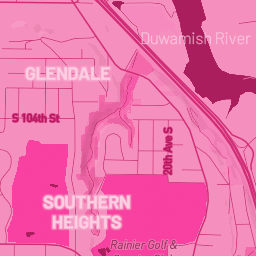 Duwamish River
GLENDALE
S 104th St
20th Ave S
SOUTHERN
HEIGHTS
Rainier Golf &